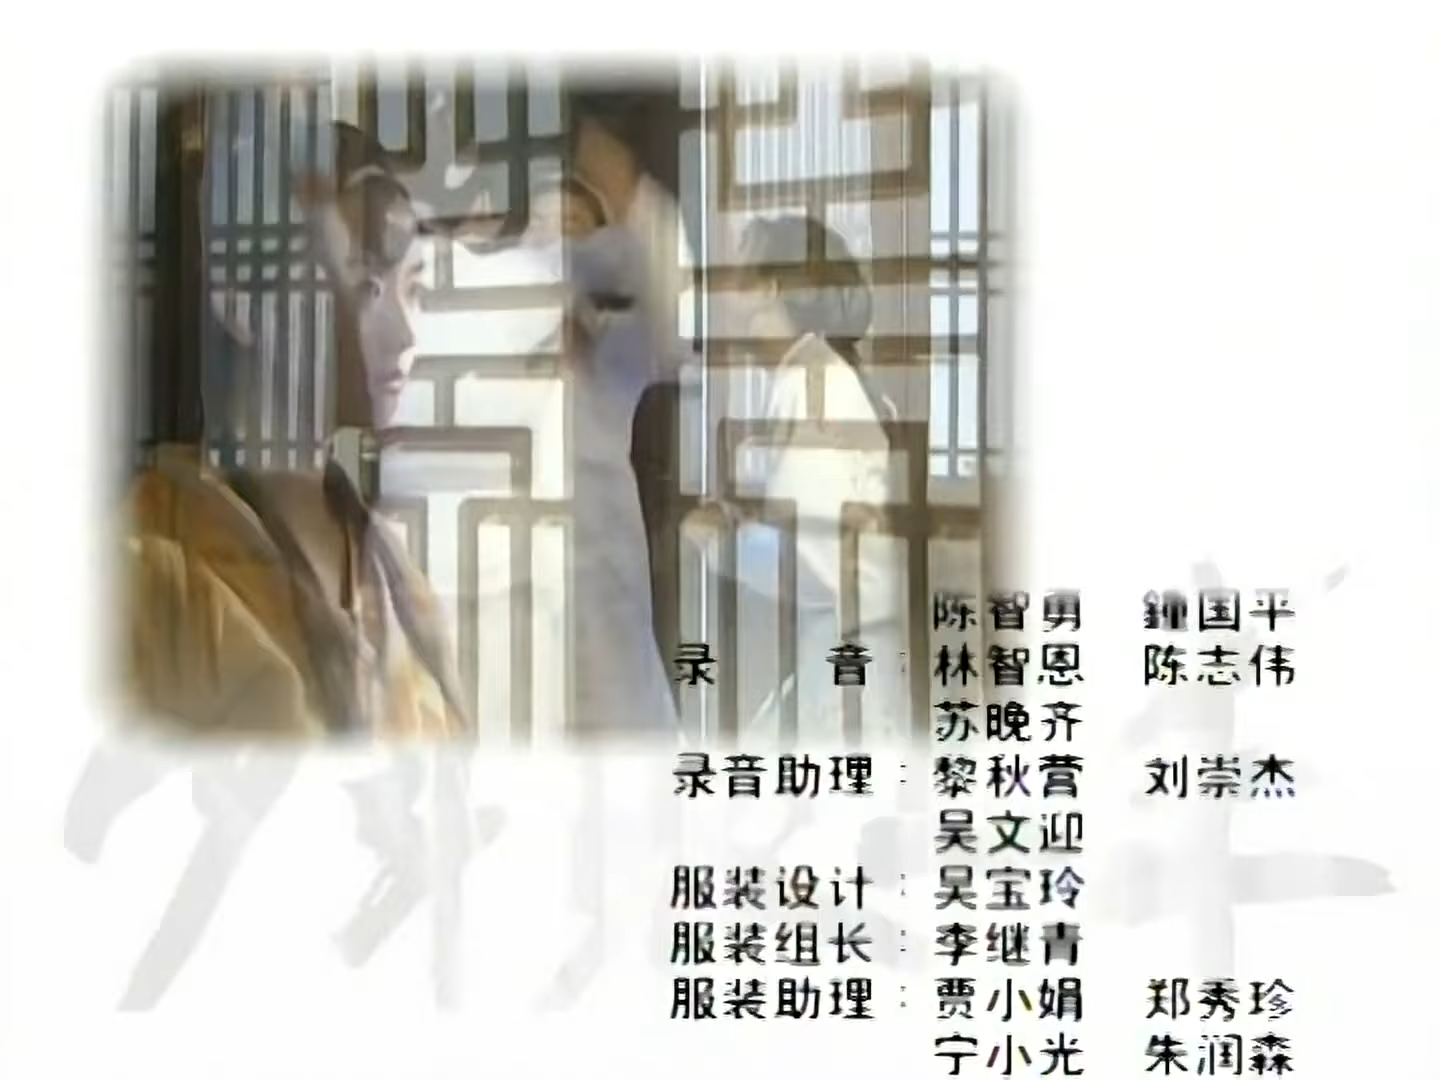 陈智勇 鍾国平
录音：林智恩 陈志伟
苏晚齐
录音助理：黎秋营 刘崇杰
吴文迎
服装设计：吴宝玲
服装组长：李继青
服装助理：贾小娟 郑秀珍
宁小光 朱润森